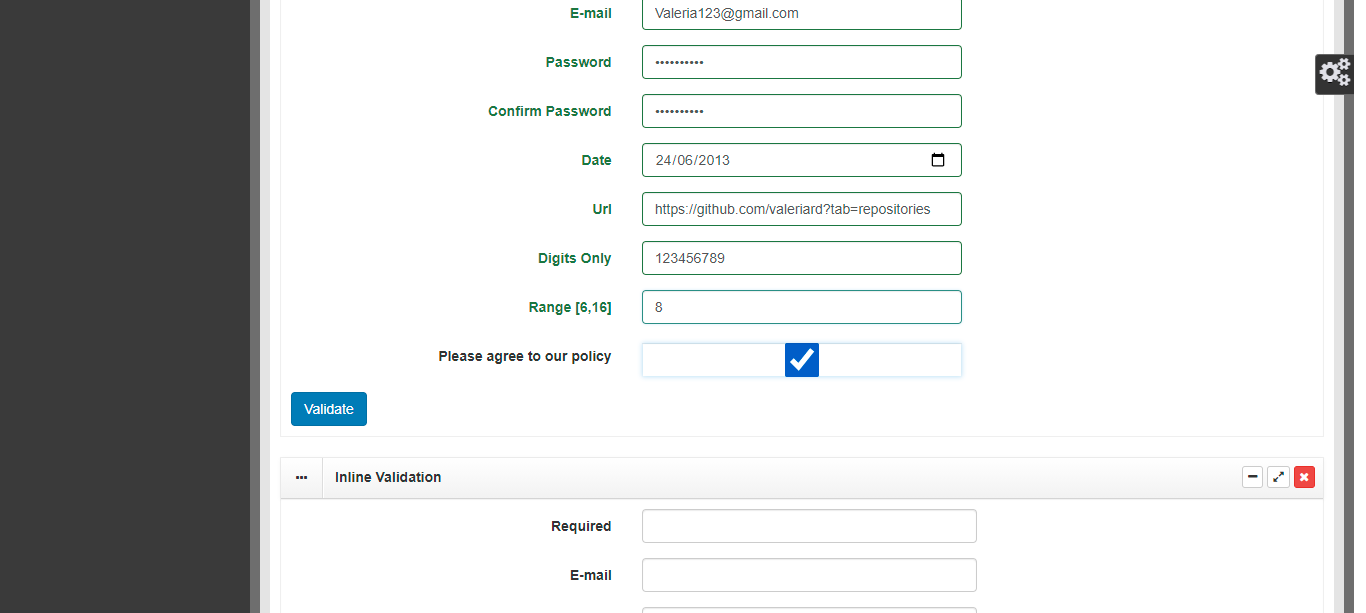 E-mail Valeria123@gmail.com
Password ••••••••••
Confirm Password ••••••••••
Date 24/06/2013
Url https://github.com/valeriard?tab=repositories
Digits Only 123456789
Range [6,16] 8
Please agree to our policy
Validate
Inline Validation
Required
E-mail